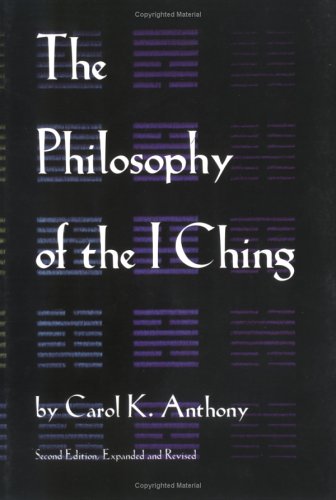 Copyrighted Material
The
Philosophy
of the I Ching
by Carol K. Anthony
Second Edition, Expanded and Revised
Copyrighted Material